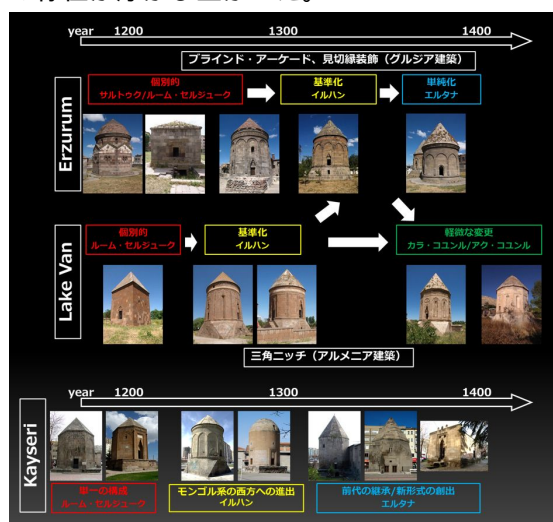 year 1200 1300 1400
ブラインド・アーケード、見切縁装飾（グルジア建築）
Erzurum
個別的
サルトゥク/ルーム・セルジューク
基準化
イルハン
単純化
エルタナ
Lake Van
個別的
ルーム・セルジューク
基準化
イルハン
軽微な変更
カラ・コユンル/アク・コユンル
三角ニッチ（アルメニア建築）
year 1200 1300 1400
Kayseri
単一の構成
ルーム・セルジューク
モンゴル系の西方への進出
イルハン
前代の継承/新形式の創出
エルタナ